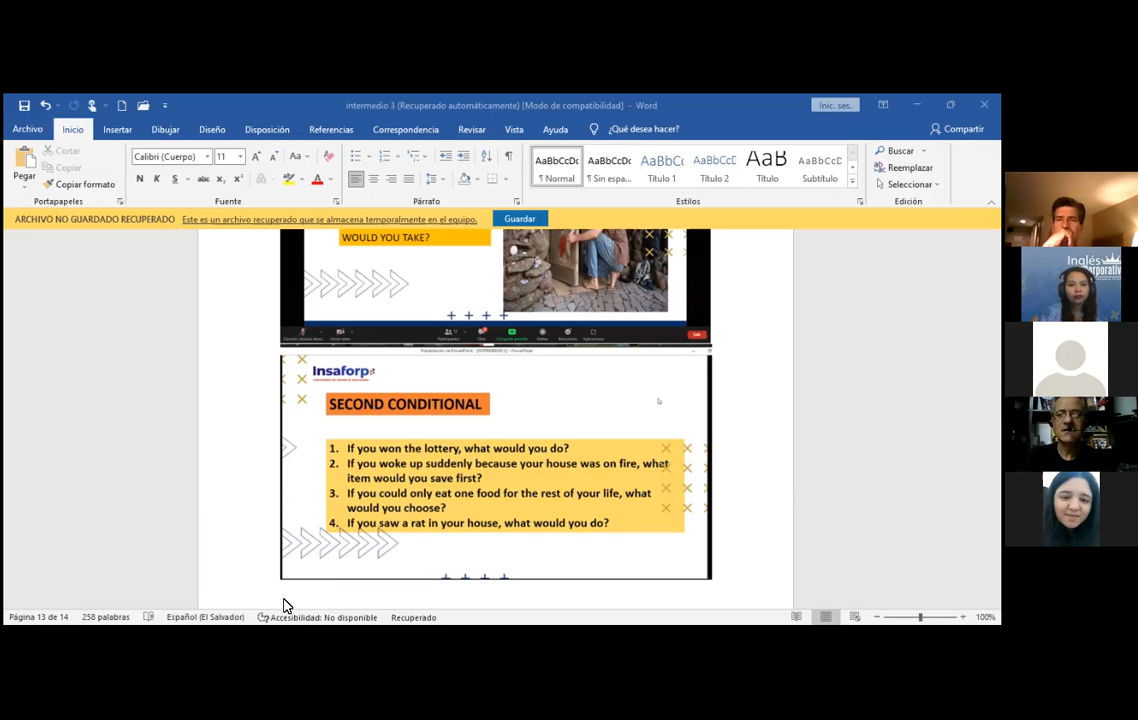 intermedio 3 (Recuperado automáticamente) [Modo de compatibilidad] - Word
Inic. ses.
Archivo Inicio Insertar Dibujar Diseño Disposición Referencias Correspondencia Revisar Vista Ayuda ¿Qué desea hacer? Compartir
Pegar
Cortar
Copiar
Copiar formato
Portapapeles
Calibri (Cuerpo) 11
Fuente
Párrafo
AaBbCcDc AaBbCcDc AaBbCc AaBbCcC AaB AaBbCcC
¶ Normal ¶ Sin espa... Título 1 Título 2 Título Subtítulo
Estilos
Buscar
Reemplazar
Seleccionar
Edición
ARCHIVO NO GUARDADO RECUPERADO Este es un archivo recuperado que se almacena temporalmente en el equipo. Guardar
WOULD YOU TAKE?
Insaforp
SECOND CONDITIONAL
1. If you won the lottery, what would you do?
2. If you woke up suddenly because your house was on fire, what
item would you save first?
3. If you could only eat one food for the rest of your life, what
would you choose?
4. If you saw a rat in your house, what would you do?
Página 13 de 14 258 palabras Español (El Salvador) Accesibilidad: No disponible Recuperado 100%
Inglés